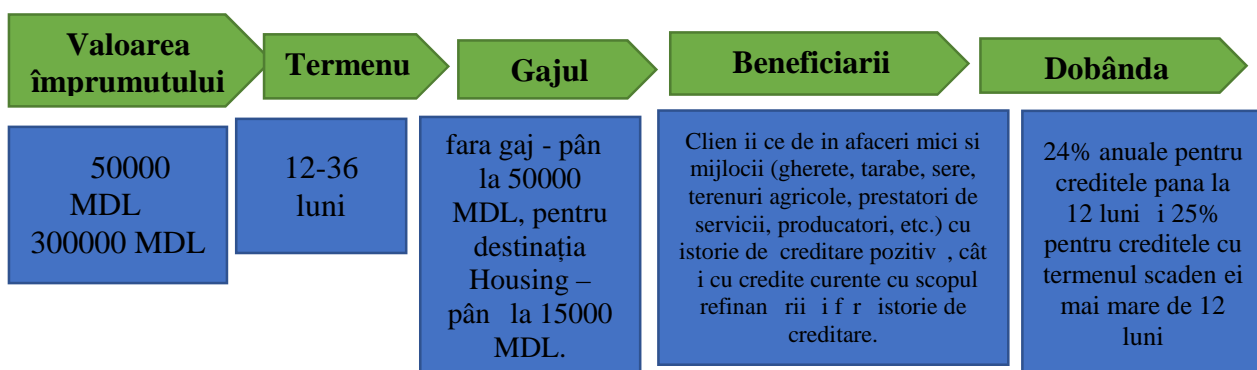 Valoarea
împrumutului
50000
MDL
300000 MDL
Termenu
12-36
luni
Gajul
fara gaj - pân
la 50000
MDL, pentru
destinația
Housing –
pân la 15000
MDL.
Beneficiarii
Clien ii ce de in afaceri mici si
mijlocii (gherete, tarabe, sere,
terenuri agricole, prestatori de
servicii, producatori, etc.) cu
istorie de creditare pozitiv , cât
i cu credite curente cu scopul
refinan rii i f r istorie de
creditare.
Dobânda
24% anuale pentru
creditele pana la
12 luni i 25%
pentru creditele cu
termenul scaden ei
mai mare de 12
luni